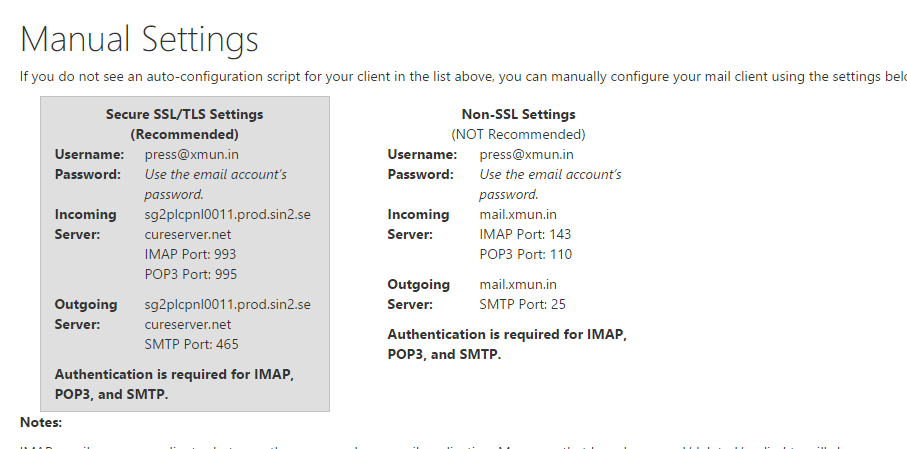 Manual Settings
If you do not see an auto-configuration script for your client in the list above, you can manually configure your mail client using the settings
Secure SSL/TLS Settings
(Recommended)
Username: press@xmun.in
Password: Use the email account's
password.
Incoming sg2plcpnl0011.prod.sin2.se
Server: cureserver.net
IMAP Port: 993
POP3 Port: 995
Outgoing sg2plcpnl0011.prod.sin2.se
Server: cureserver.net
SMTP Port: 465
Authentication is required for IMAP,
POP3, and SMTP.
Non-SSL Settings
(NOT Recommended)
Username: press@xmun.in
Password: Use the email account's
password.
Incoming mail.xmun.in
Server: IMAP Port: 143
POP3 Port: 110
Outgoing mail.xmun.in
Server: SMTP Port: 25
Authentication is required for IMAP,
POP3, and SMTP.
Notes: